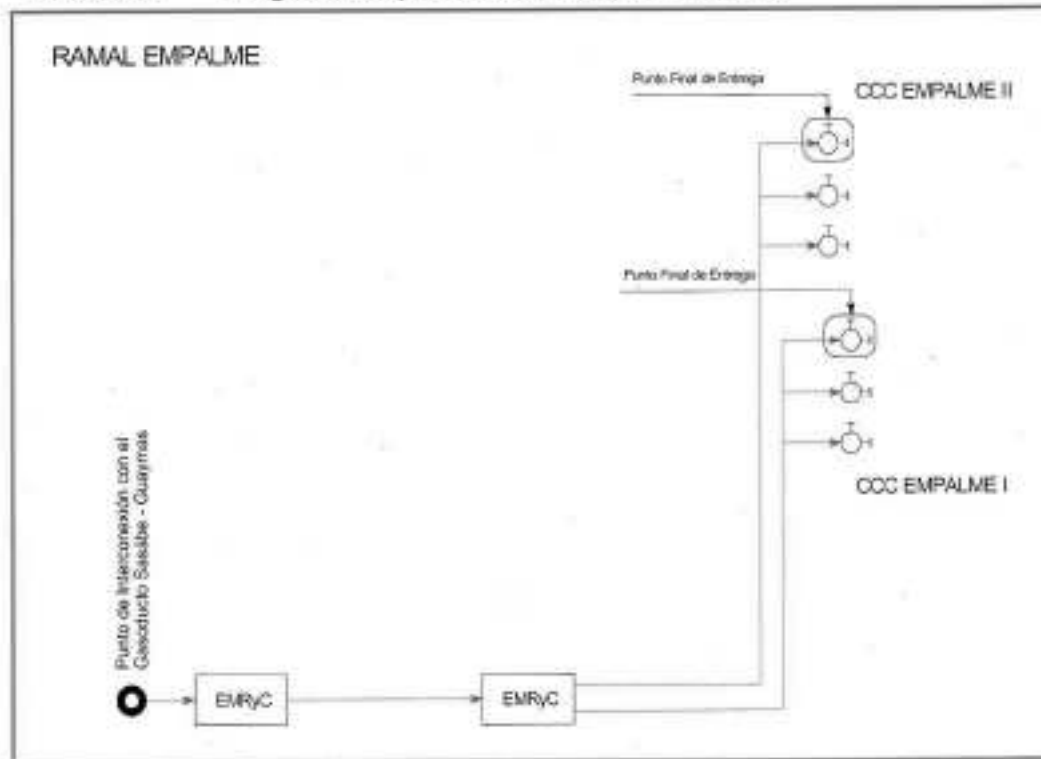 RAMAL EMPALME
Punto Final de Entrega
CCC EMPALME II
Punto Final de Entrega
CCC EMPALME I
Punto de Interconexión con el
Gasoducto Sasabe - Guaymas
EMRyC
EMRyC